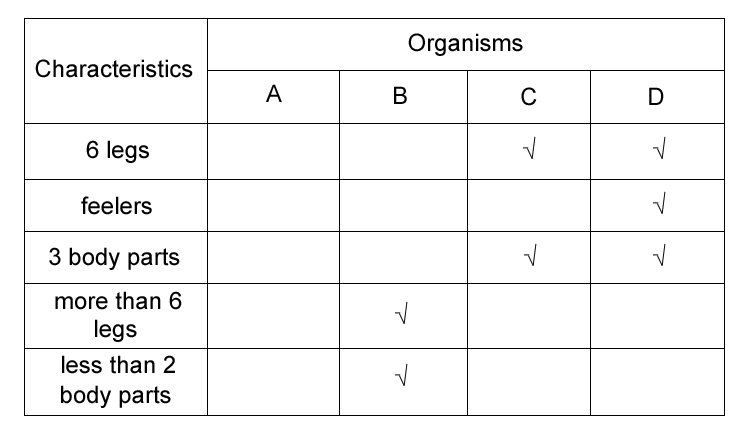 Characteristics
Organisms
A B C D
6 legs √ √
feelers √
3 body parts √ √
more than 6
legs √
less than 2
body parts √